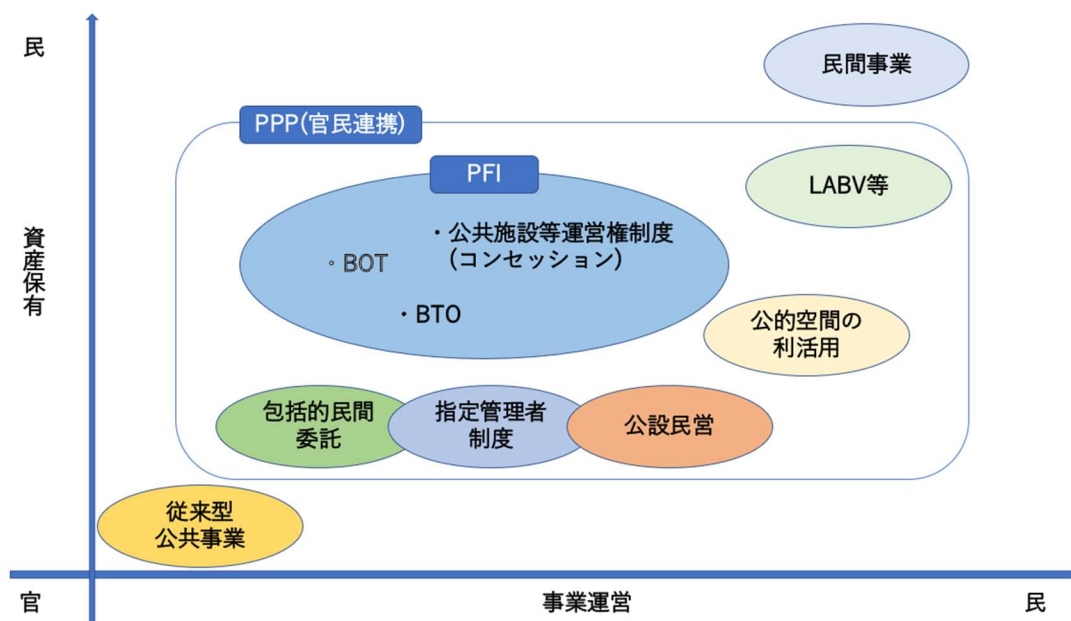 民
民間事業
PPP(官民連携)
PFI
LABV等
・公共施設等運営権制度
(コンセッション)
・BOT
・BTO
資産保有
公的空間の
利活用
包括的民間
委託
指定管理者
制度
公設民営
従来型
公共事業
官
事業運営
民